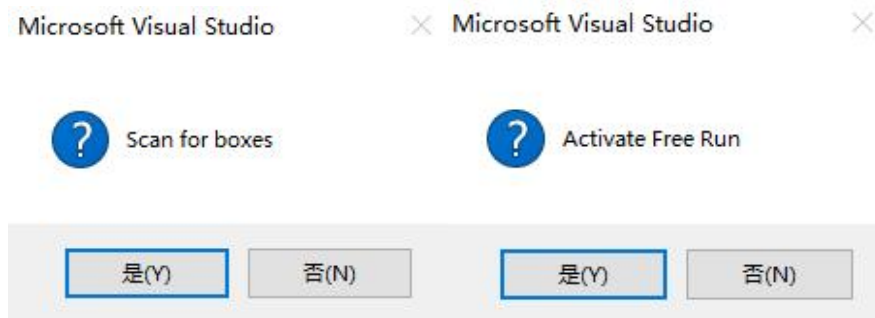 Microsoft Visual Studio
Scan for boxes
是(Y)
否(N)
Microsoft Visual Studio
Activate Free Run
是(Y)
否(N)